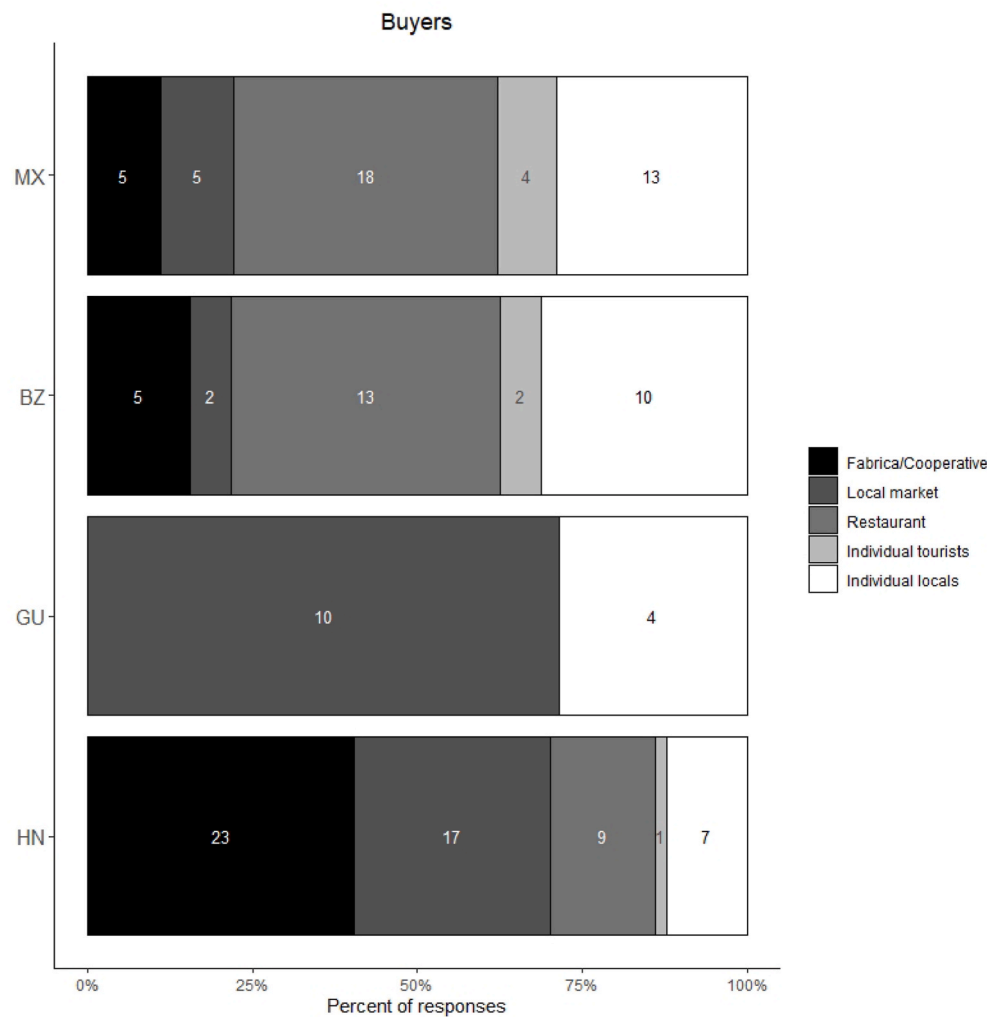 Buyers
MX
5 5 18 4 13
BZ
5 2 13 2 10
GU
10 4
HN
23 17 9 1 7
0% 25% 50% 75% 100%
Percent of responses
Fabrica/Cooperative
Local market
Restaurant
Individual tourists
Individual locals